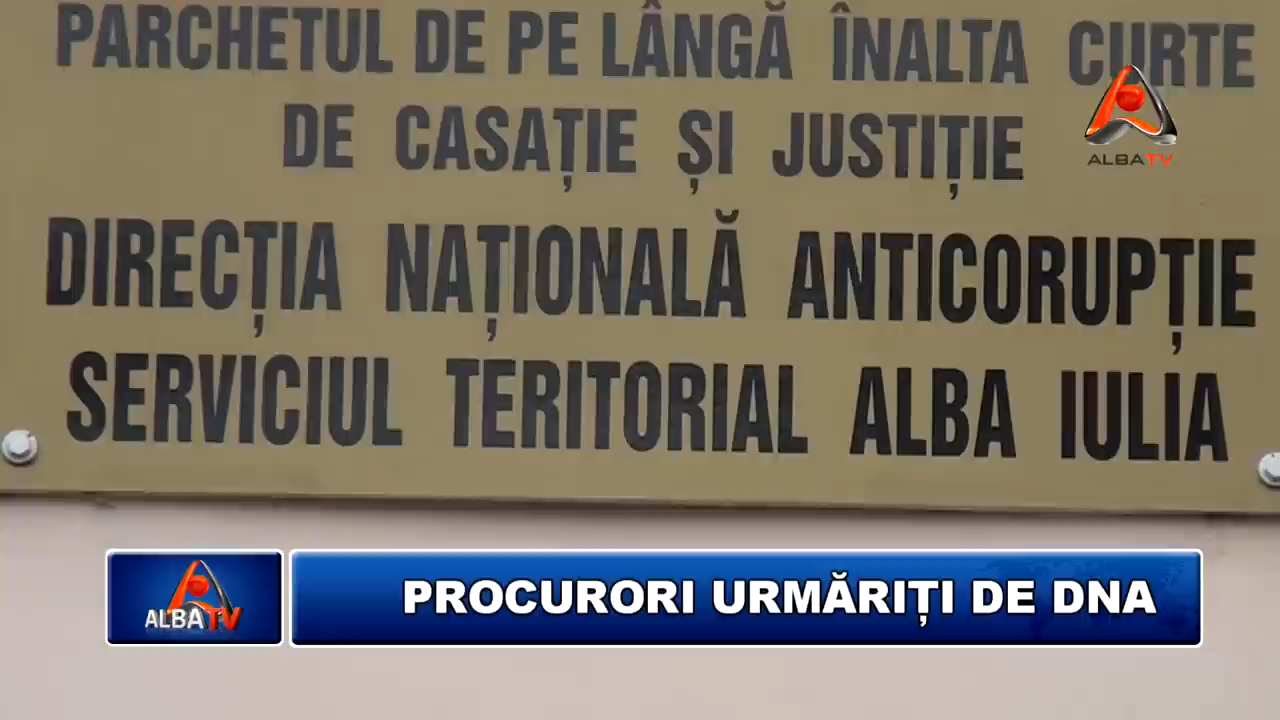 PARCHETUL DE PE LÂNGĂ ÎNALTA CURTE
DE CASAȚIE ȘI JUSTIȚIE
ALBATV
DIRECȚIA NAȚIONALĂ ANTICORUPȚIE
SERVICIUL TERITORIAL ALBA IULIA
ALBATV
PROCURORI URMĂRIȚI DE DNA